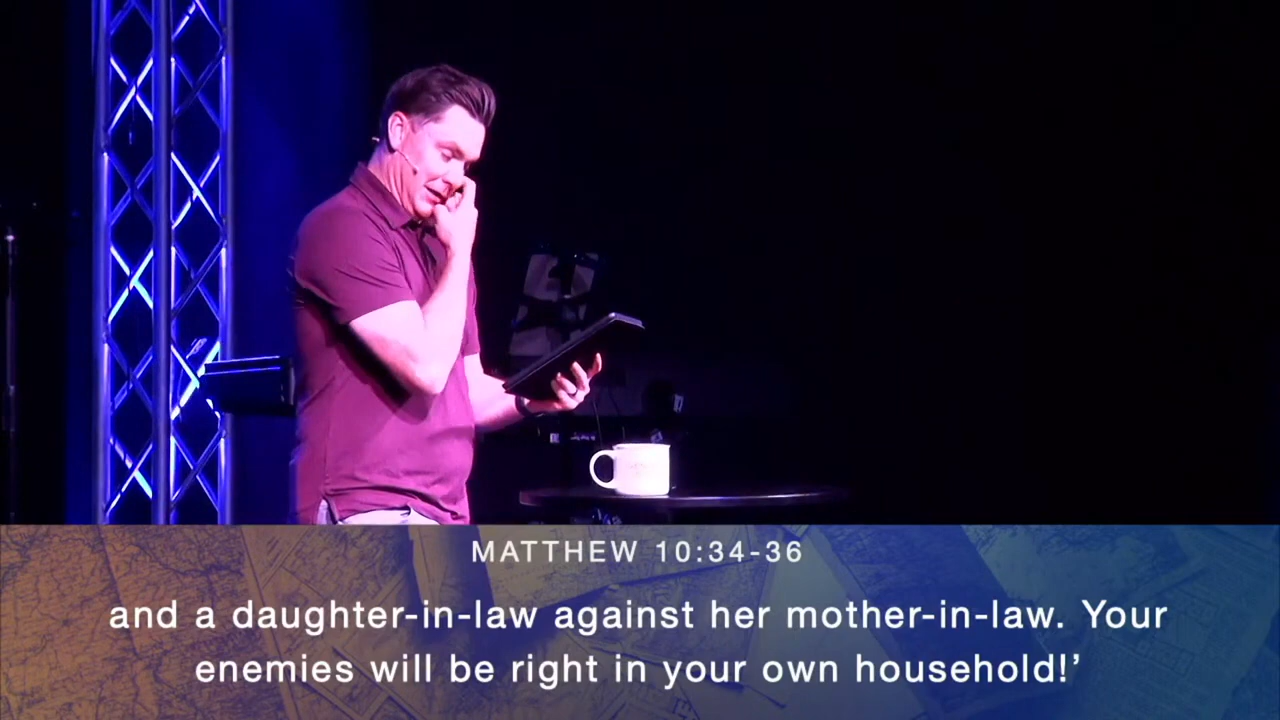 MATTHEW 10:34-36
and a daughter-in-law against her mother-in-law. Your
enemies will be right in your own household!’